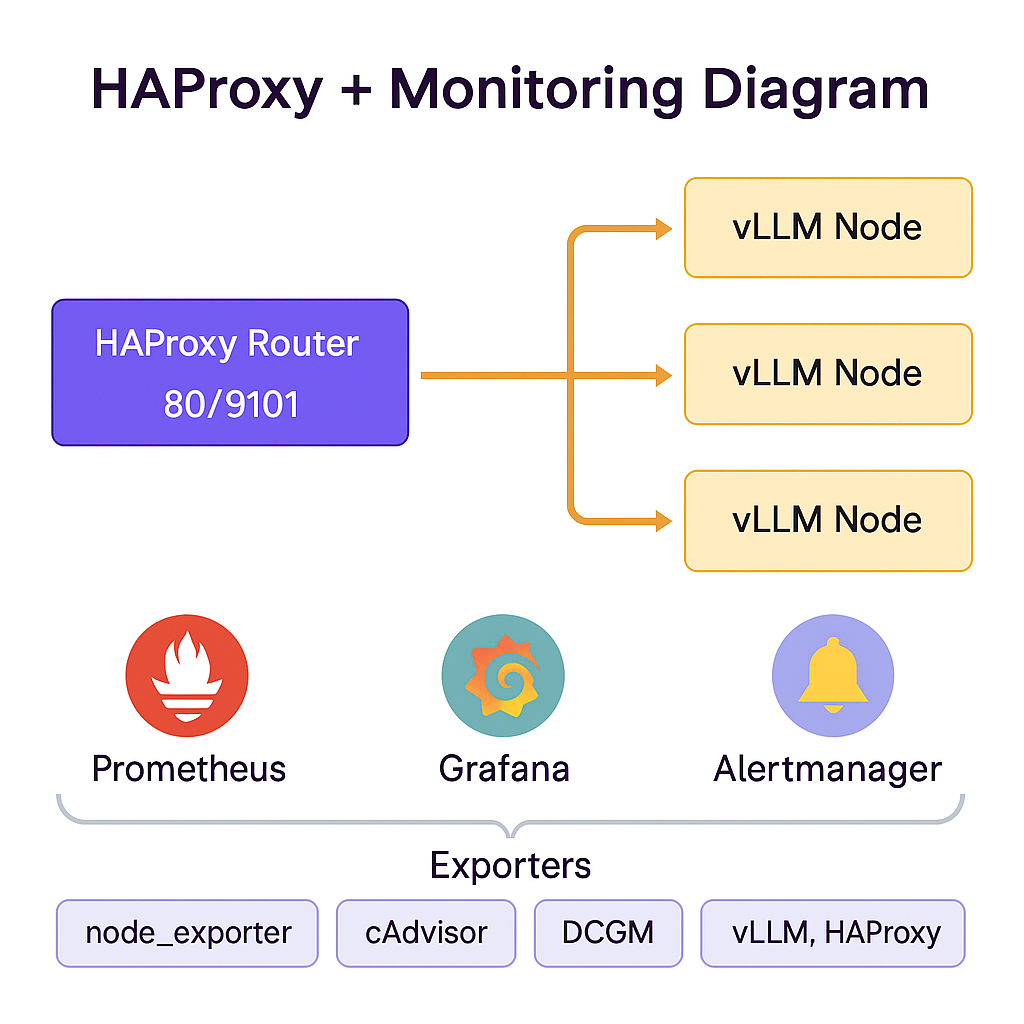 HAProxy + Monitoring Diagram
vLLM Node
HAProxy Router
80/9101
vLLM Node
vLLM Node
Prometheus
Grafana
Alertmanager
Exporters
node_exporter
cAdvisor
DCGM
vLLM, HAProxy